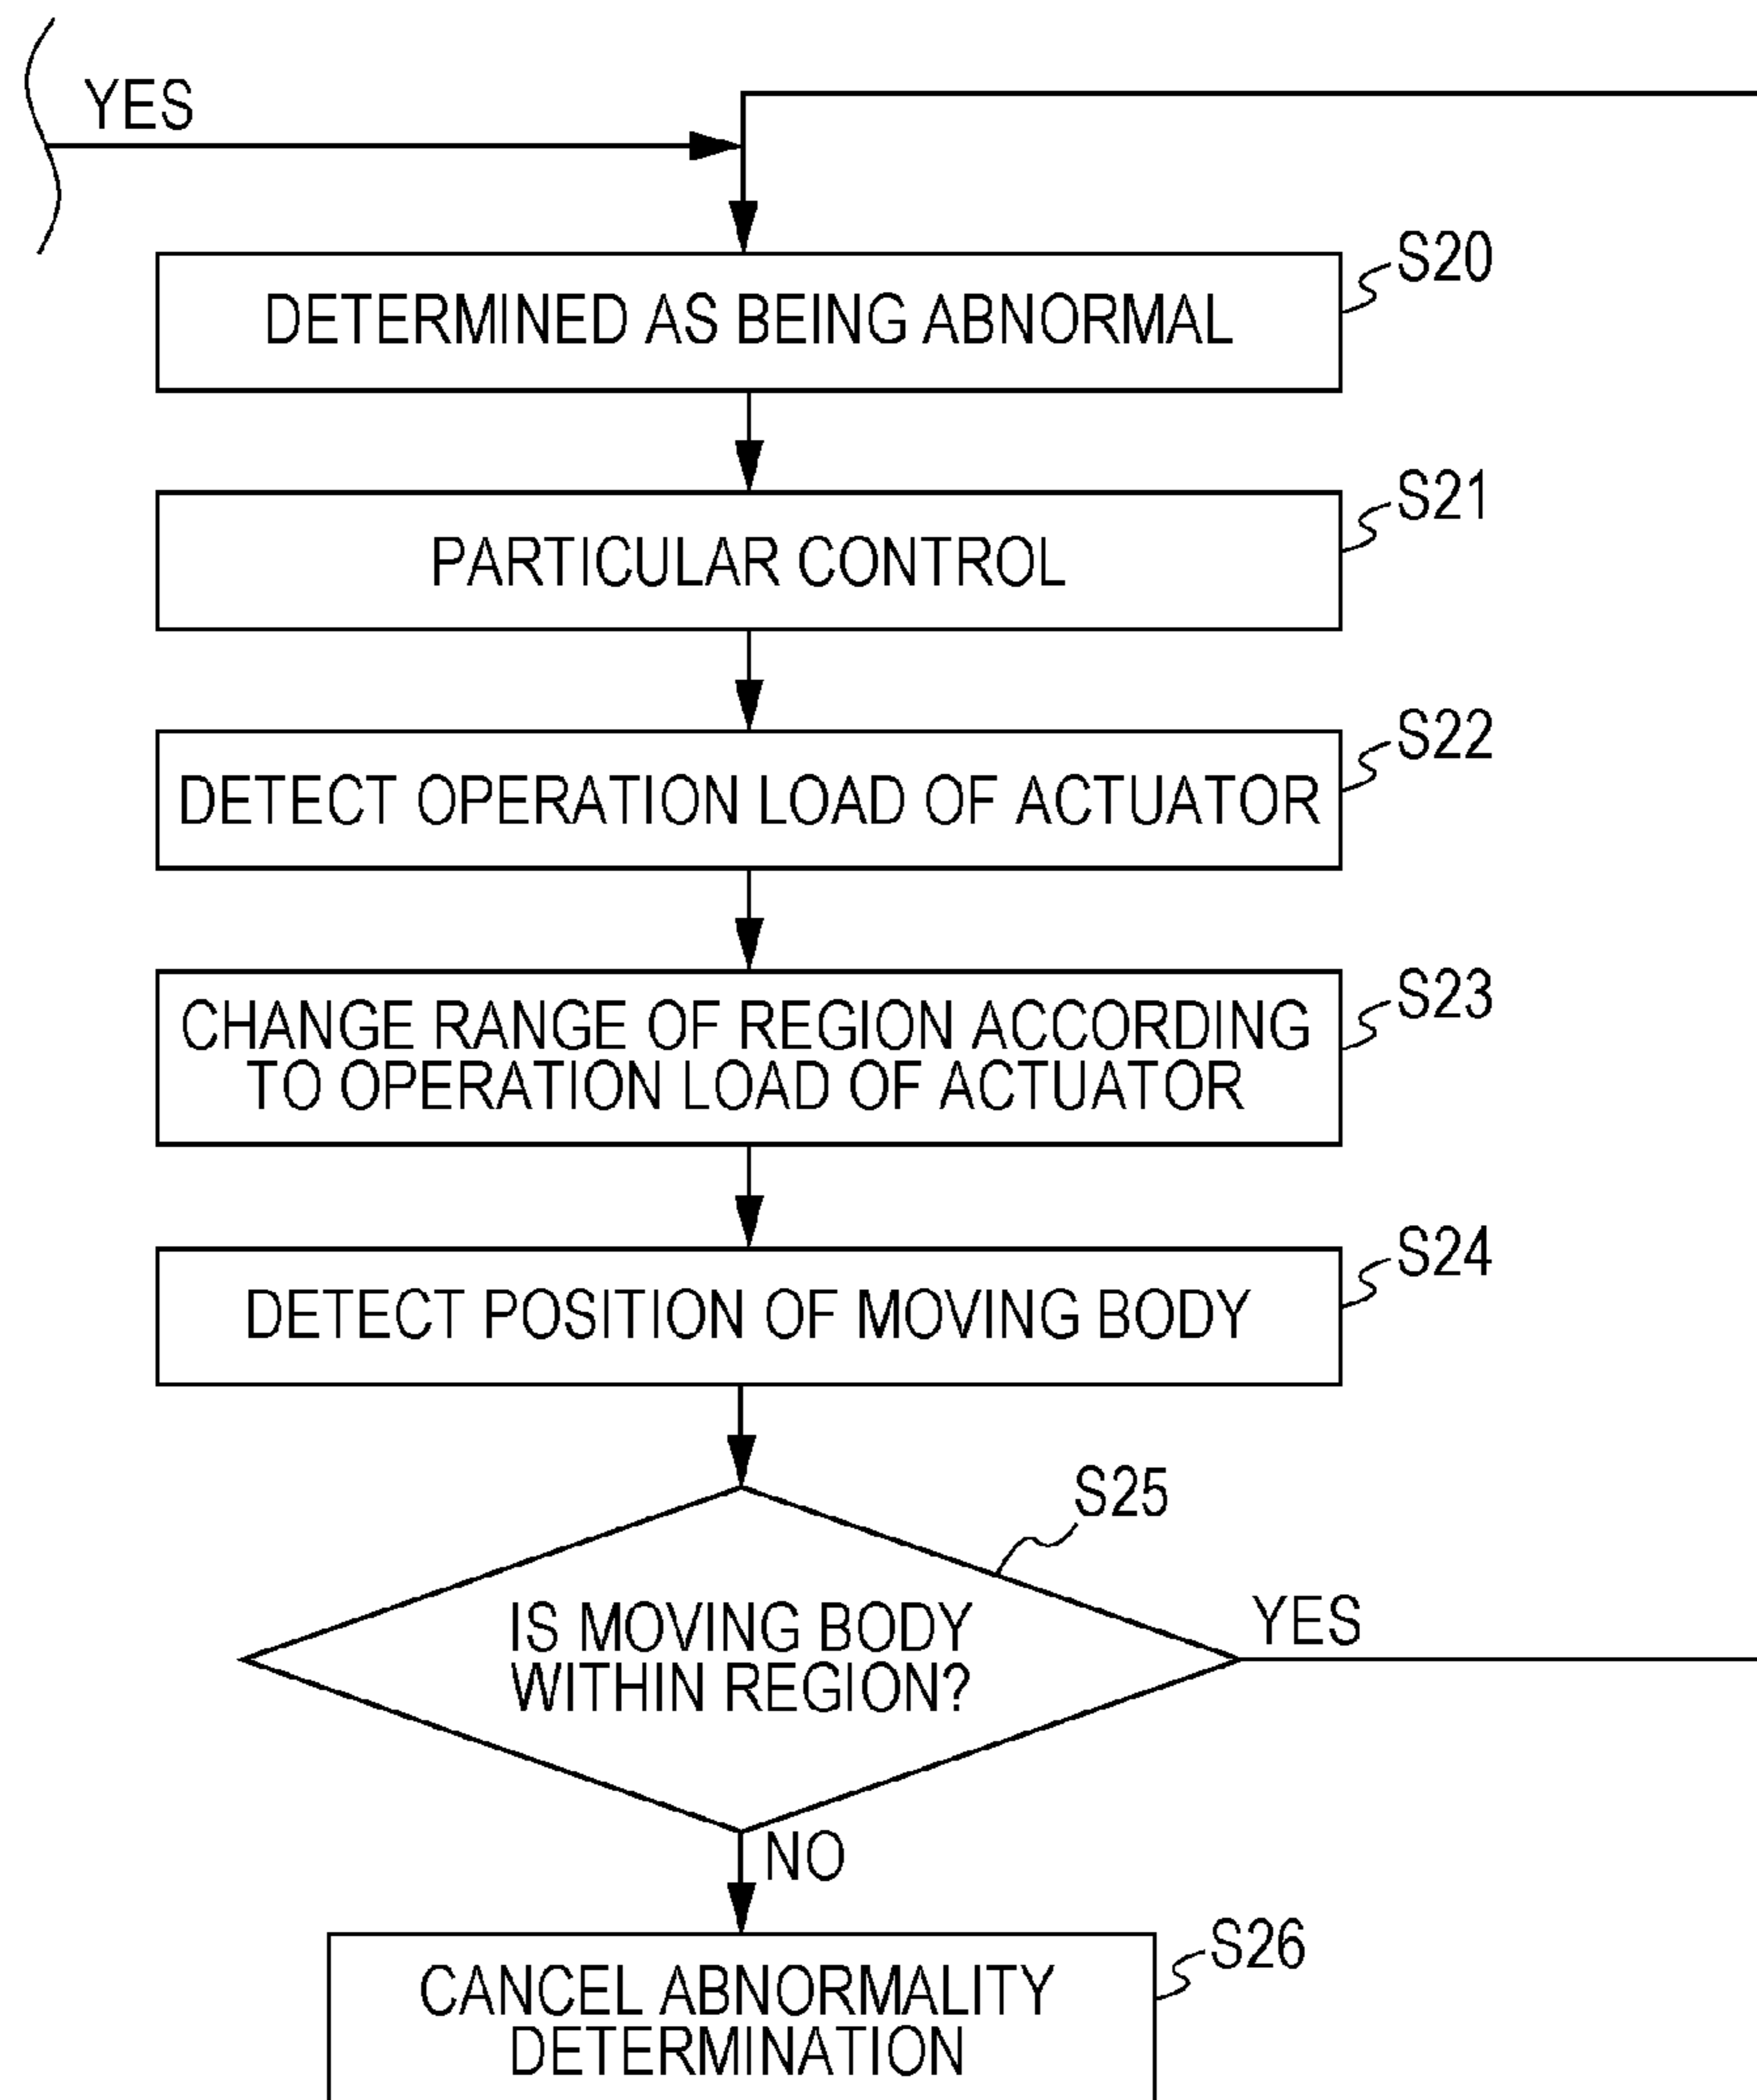 YES
S20
DETERMINED AS BEING ABNORMAL
S21
PARTICULAR CONTROL
S22
DETECT OPERATION LOAD OF ACTUATOR
S23
CHANGE RANGE OF REGION ACCORDING
TO OPERATION LOAD OF ACTUATOR
S24
DETECT POSITION OF MOVING BODY
S25
IS MOVING BODY
WITHIN REGION?
YES
NO
S26
CANCEL ABNORMALITY
DETERMINATION